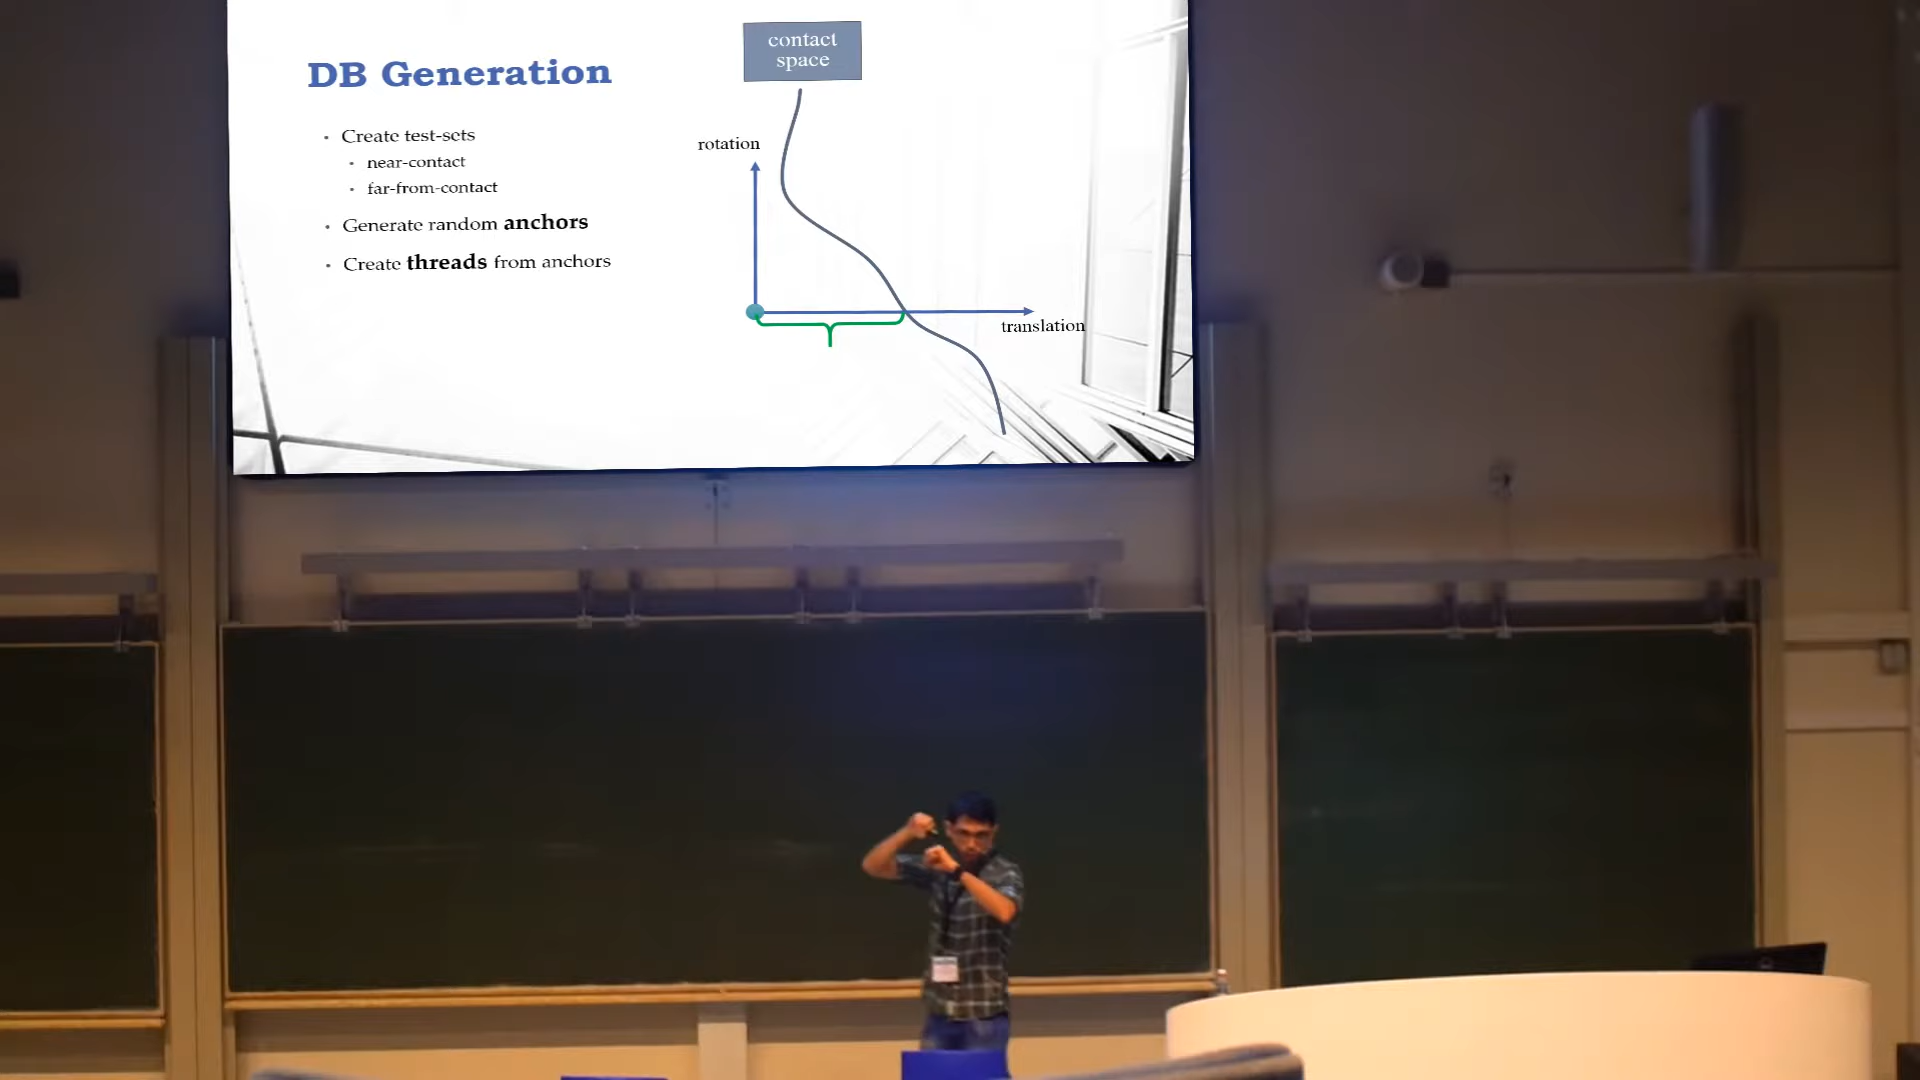 DB Generation
Create test-sets
near-contact
far-from-contact
Generate random anchors
Create threads from anchors
contact
space
rotation
translation